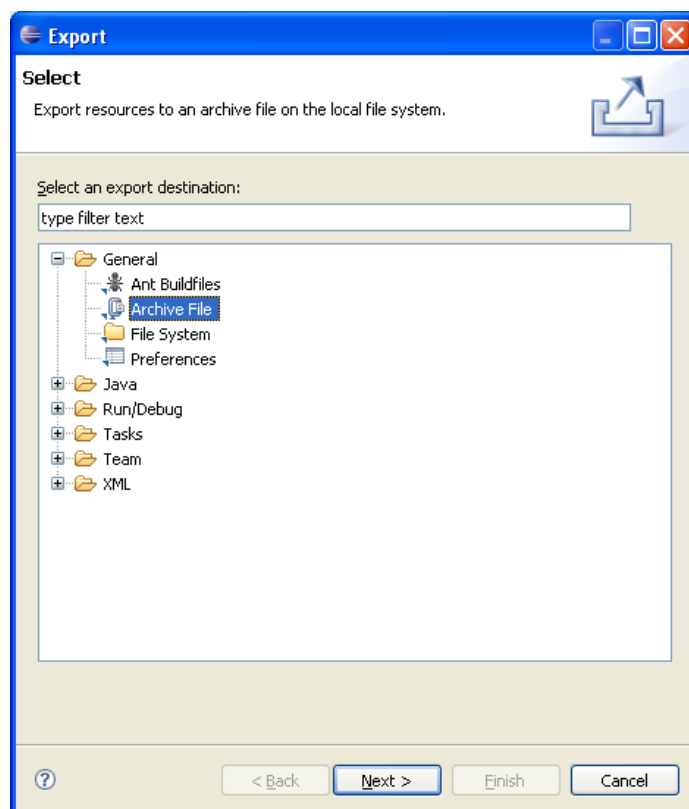 Export
Select
Export resources to an archive file on the local file system.
Select an export destination:
type filter text
General
Ant Buildfiles
Archive File
File System
Preferences
Java
Run/Debug
Tasks
Team
XML
?
< Back
Next >
Finish
Cancel